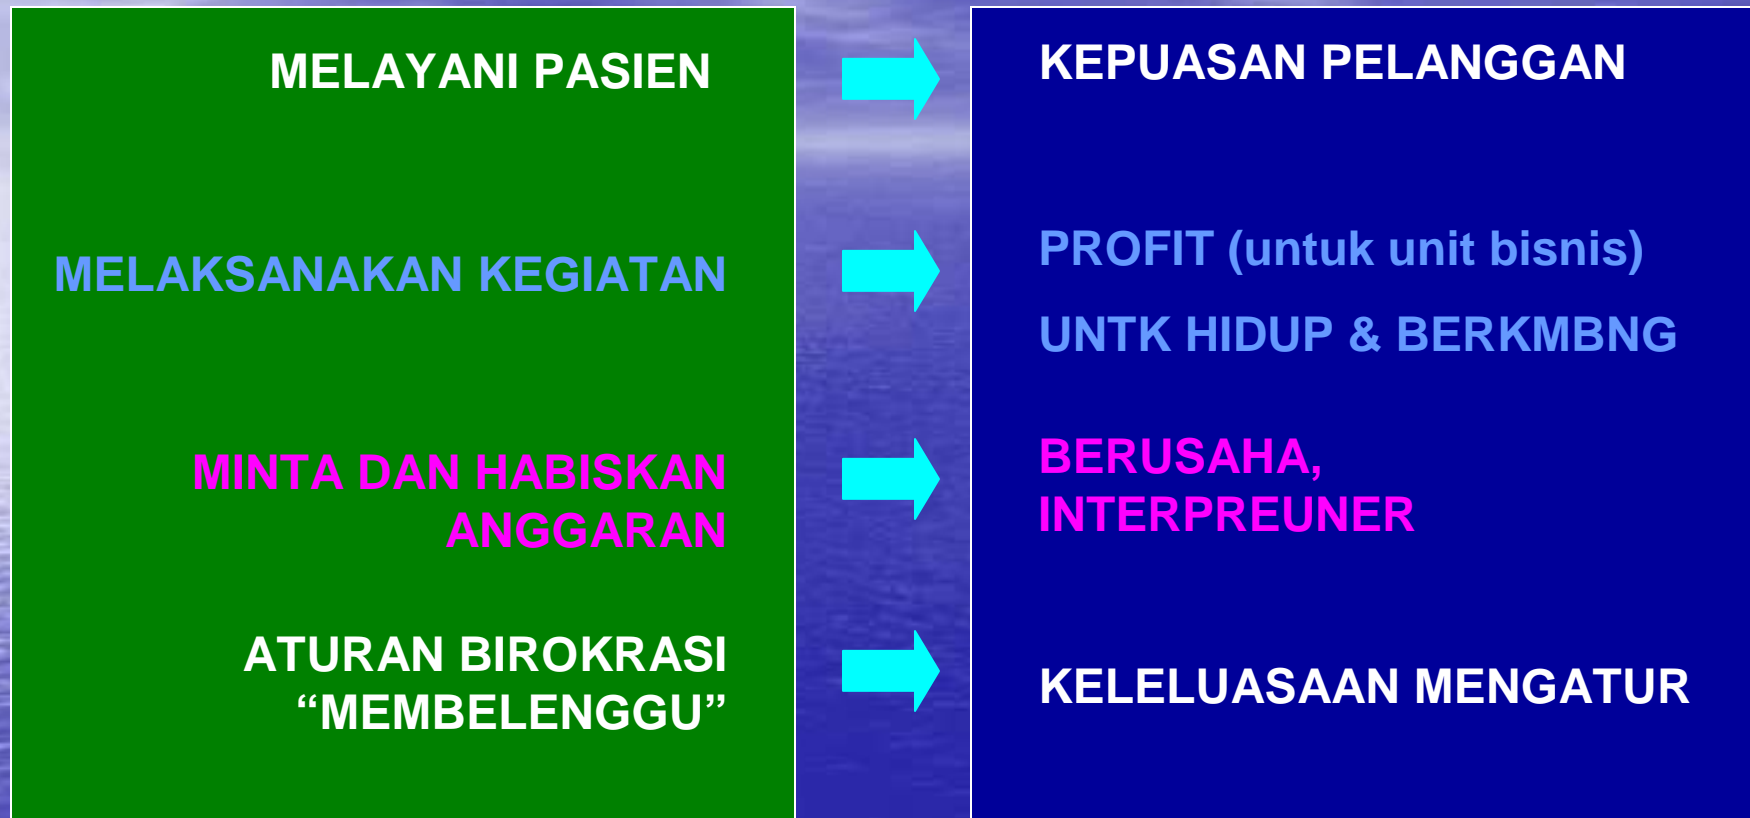 MELAYANI PASIEN
KEPUASAN PELANGGAN
MELAKSANAKAN KEGIATAN
PROFIT (untuk unit bisnis)
UNTK HIDUP & BERKMBNG
MINTA DAN HABISKAN
ANGGARAN
BERUSAHA,
INTERPREUNER
ATURAN BIROKRASI
“MEMBELENGGU”
KELELUASAAN MENGATUR